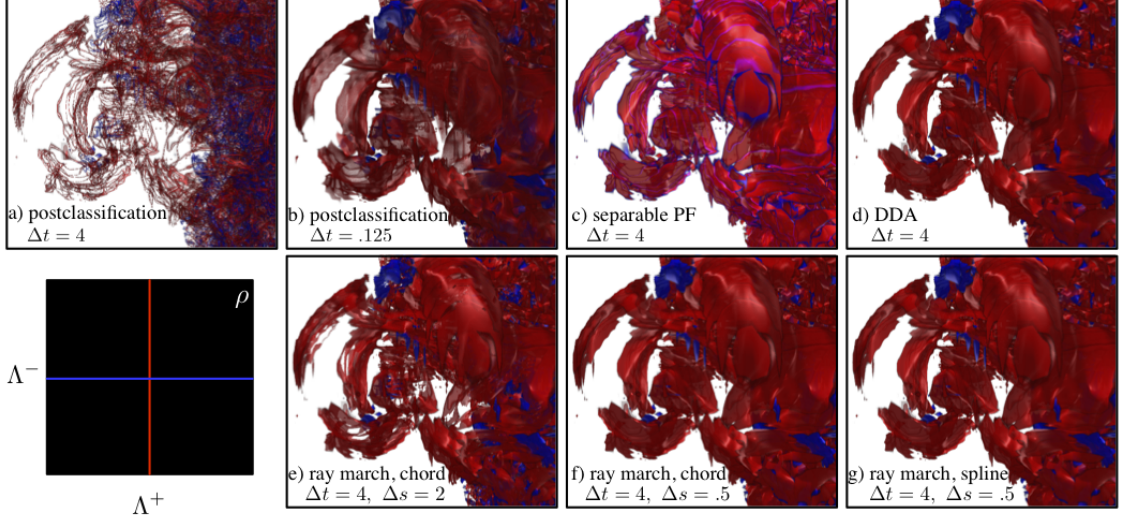 a) postclassification
Δt = 4
b) postclassification
Δt = .125
c) separable PF
Δt = 4
d) DDA
Δt = 4
ρ
Λ⁻
Λ⁺
e) ray march, chord
Δt = 4, Δs = 2
f) ray march, chord
Δt = 4, Δs = .5
g) ray march, spline
Δt = 4, Δs = .5